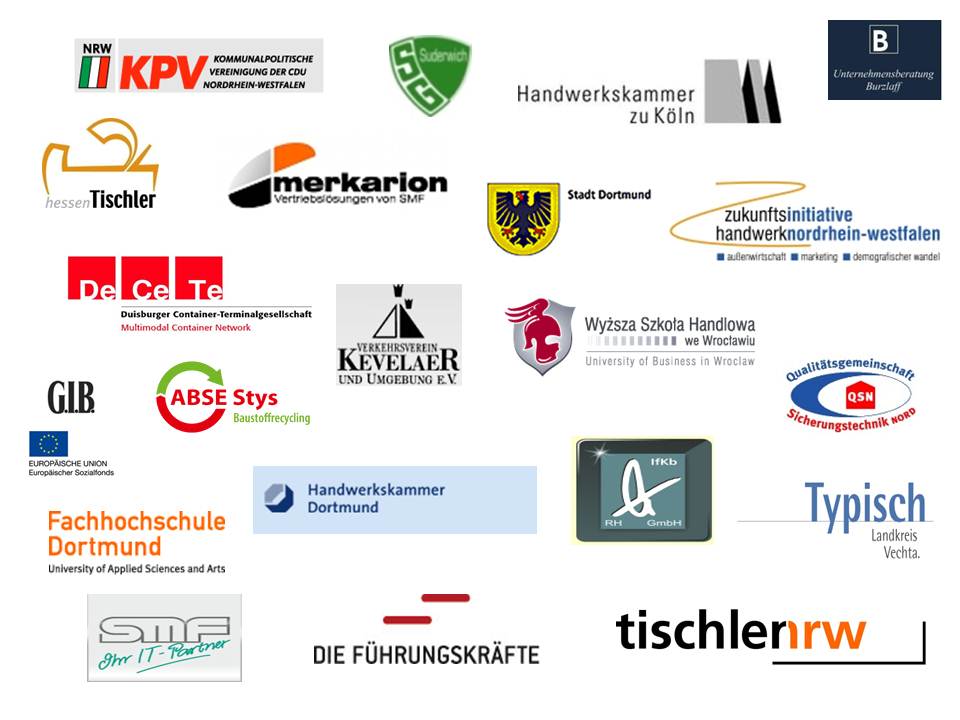 NRW
KPV
KOMMUNALPOLITISCHE
VEREINIGUNG DER CDU
NORDRHEIN-WESTFALEN
Suderwich
SSG
Handwerkskammer
zu Köln
B
Unternehmensberatung
Burzlaff
hessenTischler
merkarion
Vertriebslösungen von SMF
Stadt Dortmund
zukunftsinitiative
handwerknordrhein-westfalen
außenwirtschaft marketing demografischer wandel
De Ce Te
Duisburger Container-Terminalgesellschaft
Multimodal Container Network
VERKEHRSVEREIN
KEVELAER
UND UMGEBUNG E.V.
Wyższa Szkoła Handlowa
we Wrocławiu
University of Business in Wroclaw
Qualitätsgemeinschaft
QSN
Sicherungstechnik NORD
G.I.B.
ABSE Stys
Baustoffrecycling
EUROPÄISCHE UNION
Europäischer Sozialfonds
Handwerkskammer
Dortmund
IfKb
RH GmbH
Typisch
Landkreis
Vechta.
Fachhochschule
Dortmund
University of Applied Sciences and Arts
SMF
Ihr IT-Partner
DIE FÜHRUNGSKRÄFTE
tischlernrw